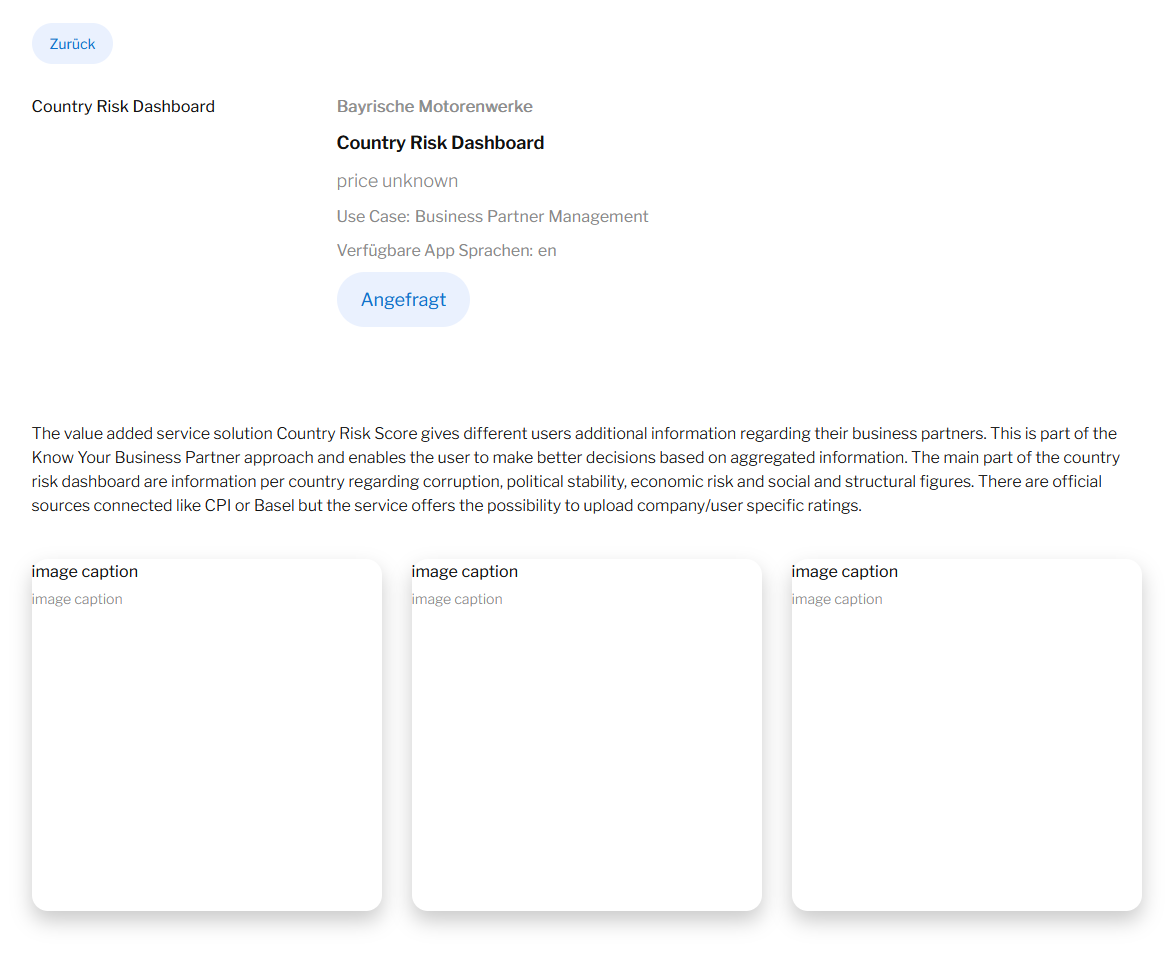 Zurück
Country Risk Dashboard
Bayrische Motorenwerke
Country Risk Dashboard
price unknown
Use Case: Business Partner Management
Verfügbare App Sprachen: en
Angefragt
The value added service solution Country Risk Score gives different users additional information regarding their business partners. This is part of the
Know Your Business Partner approach and enables the user to make better decisions based on aggregated information. The main part of the country
risk dashboard are information per country regarding corruption, political stability, economic risk and social and structural figures. There are official
sources connected like CPI or Basel but the service offers the possibility to upload company/user specific ratings.
image caption
image caption
image caption
image caption
image caption
image caption